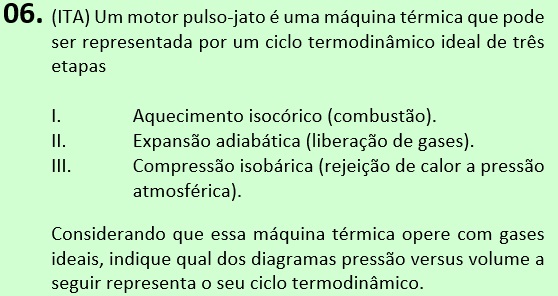 06. (ITA) Um motor pulso-jato é uma máquina térmica que pode
ser representada por um ciclo termodinâmico ideal de três
etapas
I. Aquecimento isocórico (combustão).
II. Expansão adiabática (liberação de gases).
III. Compressão isobárica (rejeição de calor a pressão
atmosférica).
Considerando que essa máquina térmica opere com gases
ideais, indique qual dos diagramas pressão versus volume a
seguir representa o seu ciclo termodinâmico.